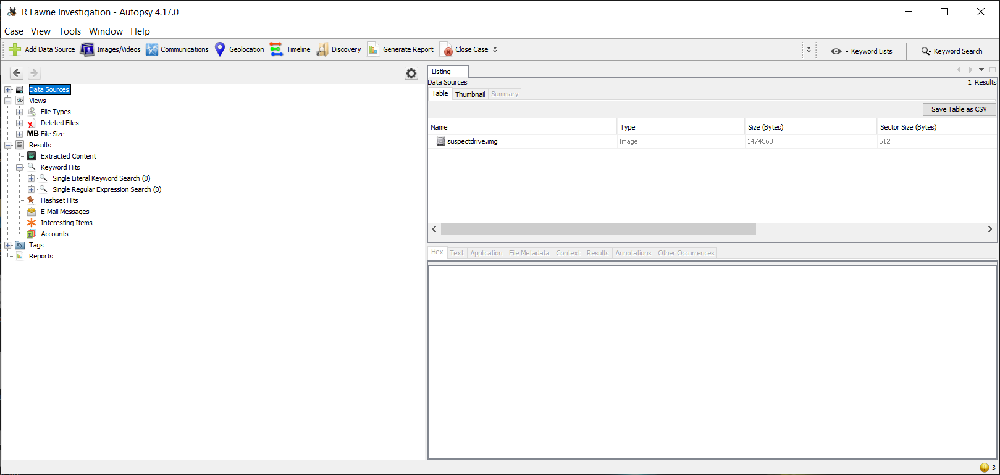 R Lawne Investigation - Autopsy 4.17.0
Case View Tools Window Help
Add Data Source Images/Videos Communications Geolocation Timeline Discovery Generate Report Close Case Keyword Lists Keyword Search
Data Sources
Views
File Types
Deleted Files
MB File Size
Results
Extracted Content
Keyword Hits
Single Literal Keyword Search (0)
Single Regular Expression Search (0)
Hashset Hits
E-Mail Messages
Interesting Items
Accounts
Tags
Reports
Listing
Data Sources 1 Results
Table Thumbnail Summary
Save Table as CSV
Name Type Size (Bytes) Sector Size (Bytes)
suspectdrive.img Image 1474560 512
Hex Text Application File Metadata Context Results Annotations Other Occurrences
3